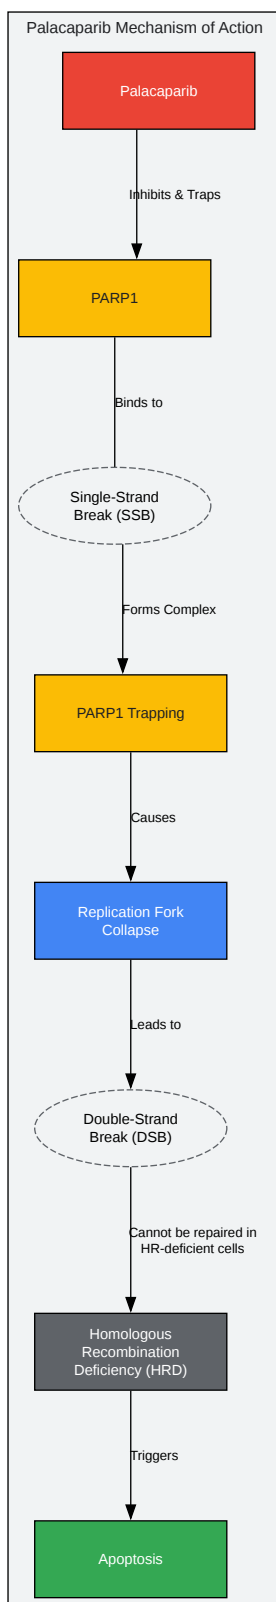 Palacaparib Mechanism of Action
Palacaparib
Inhibits & Traps
PARP1
Binds to
Single-Strand
Break (SSB)
Forms Complex
PARP1 Trapping
Causes
Replication Fork
Collapse
Leads to
Double-Strand
Break (DSB)
Cannot be repaired in
HR-deficient cells
Homologous
Recombination
Deficiency (HRD)
Triggers
Apoptosis